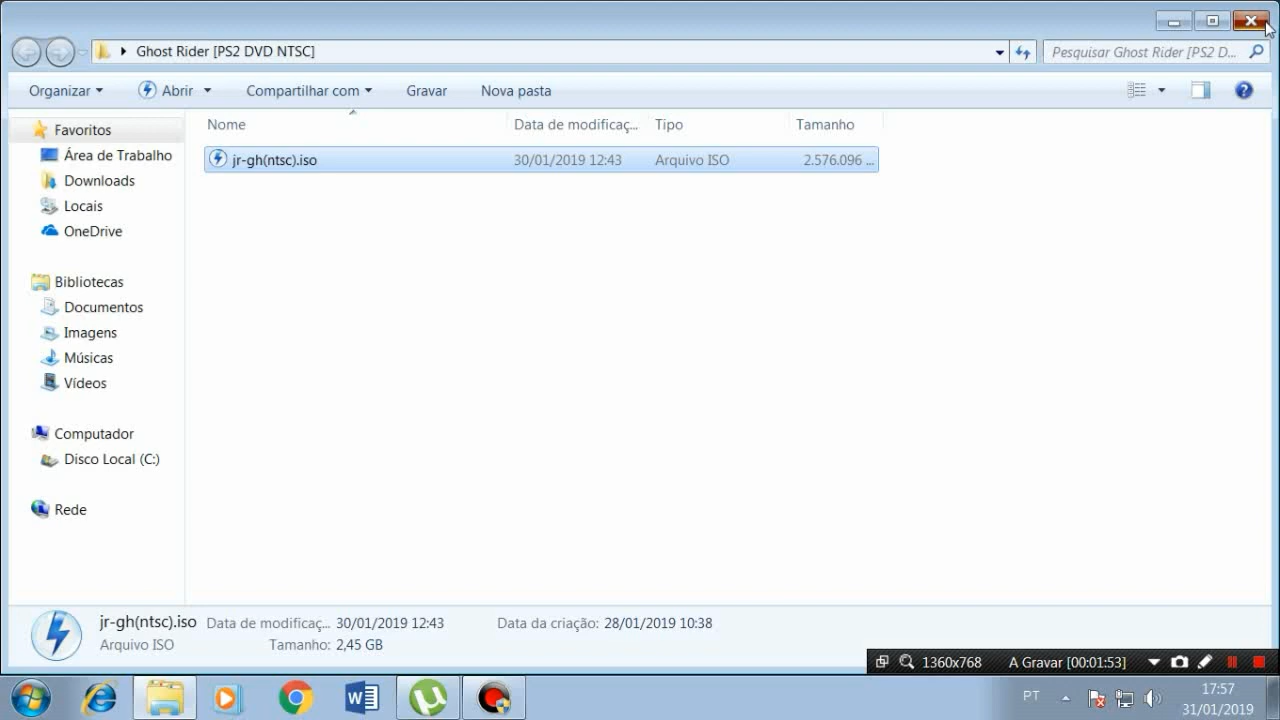 Ghost Rider [PS2 DVD NTSC]
Pesquisar Ghost Rider [PS2 D...
Organizar
Abrir
Compartilhar com
Gravar
Nova pasta
Favoritos
Área de Trabalho
Downloads
Locais
OneDrive
Bibliotecas
Documentos
Imagens
Músicas
Vídeos
Computador
Disco Local (C:)
Rede
Nome Data de modificaç... Tipo Tamanho
jr-gh(ntsc).iso 30/01/2019 12:43 Arquivo ISO 2.576.096 ...
jr-gh(ntsc).iso Data de modificaç... 30/01/2019 12:43 Data da criação: 28/01/2019 10:38
Arquivo ISO Tamanho: 2,45 GB
1360x768 A Gravar [00:01:53]
PT
17:57
31/01/2019